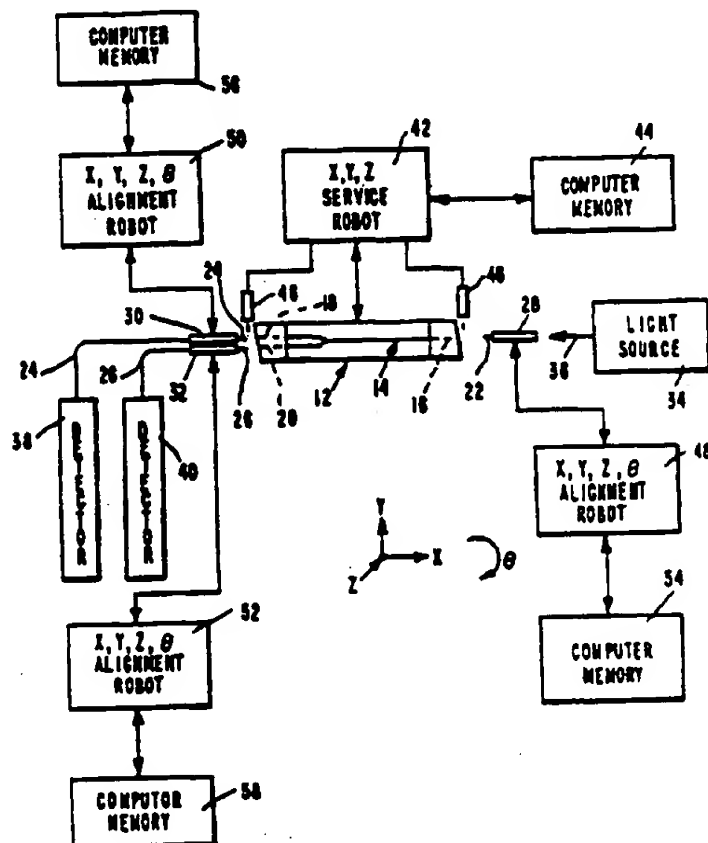 COMPUTER
MEMORY
56
50
X, Y, Z, θ
ALIGNMENT
ROBOT
42
X,Y,Z
SERVICE
ROBOT
44
COMPUTER
MEMORY
24
46
18
46
30
28
LIGHT
SOURCE
34
36
24
26
32
26
20
12
14
16
22
38
DETECTOR
40
DETECTOR
X, Y, Z, θ
ALIGNMENT
ROBOT
48
Y
X
Z
θ
52
X,Y,Z, θ
ALIGNMENT
ROBOT
54
COMPUTER
MEMORY
COMPUTOR
MEMORY
58